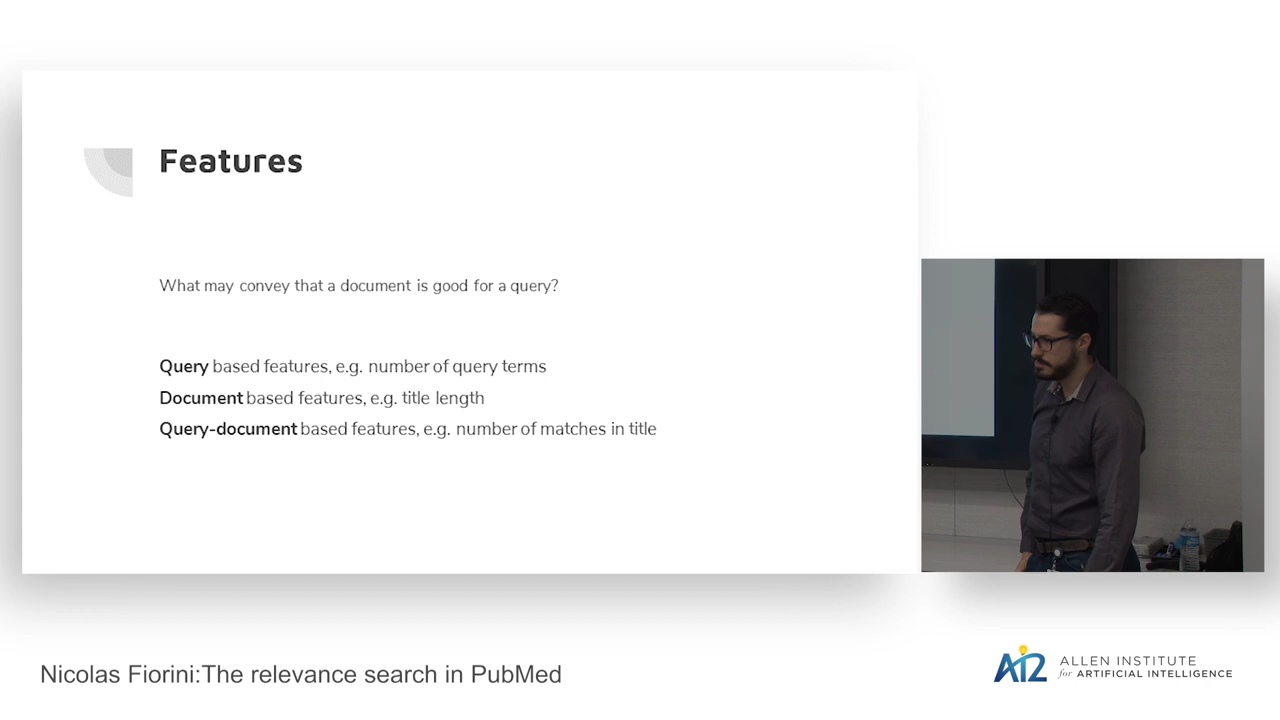 Features
What may convey that a document is good for a query?
Query based features, e.g. number of query terms
Document based features, e.g. title length
Query-document based features, e.g. number of matches in title
Nicolas Fiorini:The relevance search in PubMed
AI2 ALLEN INSTITUTE
for ARTIFICIAL INTELLIGENCE